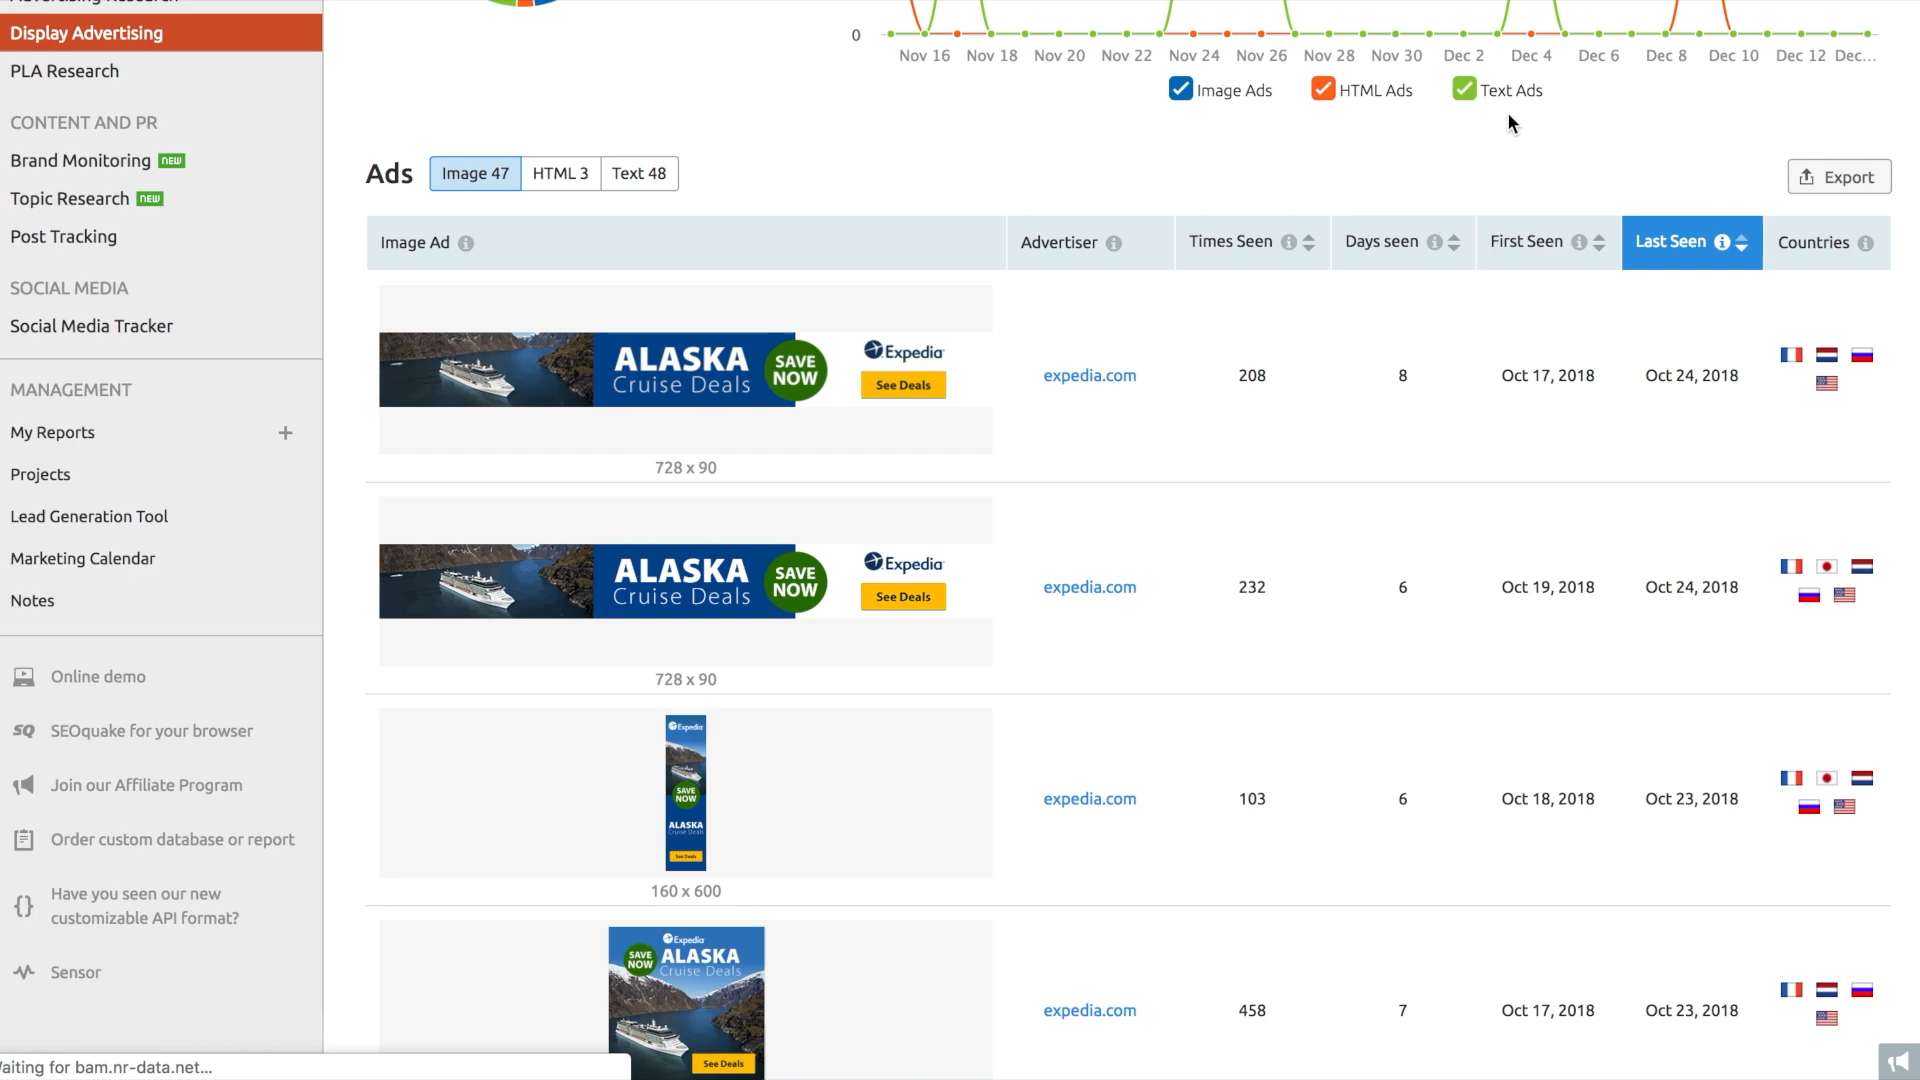 Display Advertising
PLA Research
CONTENT AND PR
Brand Monitoring new
Topic Research new
Post Tracking
SOCIAL MEDIA
Social Media Tracker
MANAGEMENT
My Reports +
Projects
Lead Generation Tool
Marketing Calendar
Notes
Online demo
SQ SEOquake for your browser
Join our Affiliate Program
Order custom database or report
{} Have you seen our new
customizable API format?
Sensor
Waiting for bam.nr-data.net...
0
Nov 16 Nov 18 Nov 20 Nov 22 Nov 24 Nov 26 Nov 28 Nov 30 Dec 2 Dec 4 Dec 6 Dec 8 Dec 10 Dec 12 Dec...
Image Ads HTML Ads Text Ads
Ads Image 47 HTML 3 Text 48 Export
Image Ad Advertiser Times Seen Days seen First Seen Last Seen Countries
ALASKA
Cruise Deals
SAVE
NOW
Expedia
See Deals
728 x 90
expedia.com 208 8 Oct 17, 2018 Oct 24, 2018
ALASKA
Cruise Deals
SAVE
NOW
Expedia
See Deals
728 x 90
expedia.com 232 6 Oct 19, 2018 Oct 24, 2018
Expedia
SAVE
NOW
ALASKA
Cruise Deals
See Deals
160 x 600
expedia.com 103 6 Oct 18, 2018 Oct 23, 2018
Expedia
SAVE
NOW
ALASKA
Cruise Deals
See Deals
expedia.com 458 7 Oct 17, 2018 Oct 23, 2018